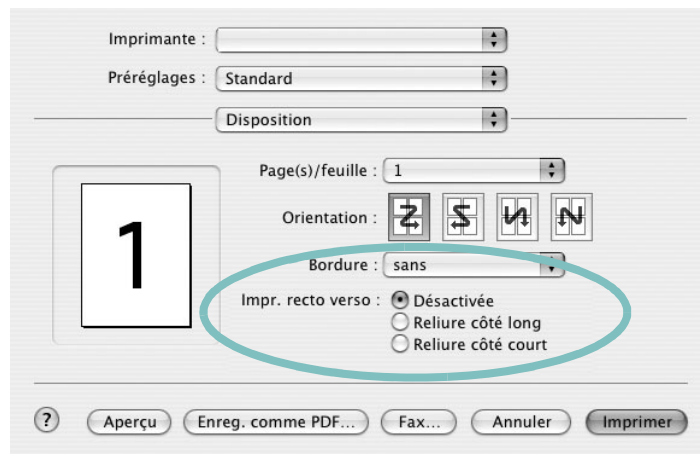 Imprimante :
Préréglages : Standard
Disposition
Page(s)/feuille : 1
1
Orientation :
Bordure : sans
Impr. recto verso : Désactivée
Reliure côté long
Reliure côté court
? Aperçu Enreg. comme PDF... Fax... Annuler Imprimer